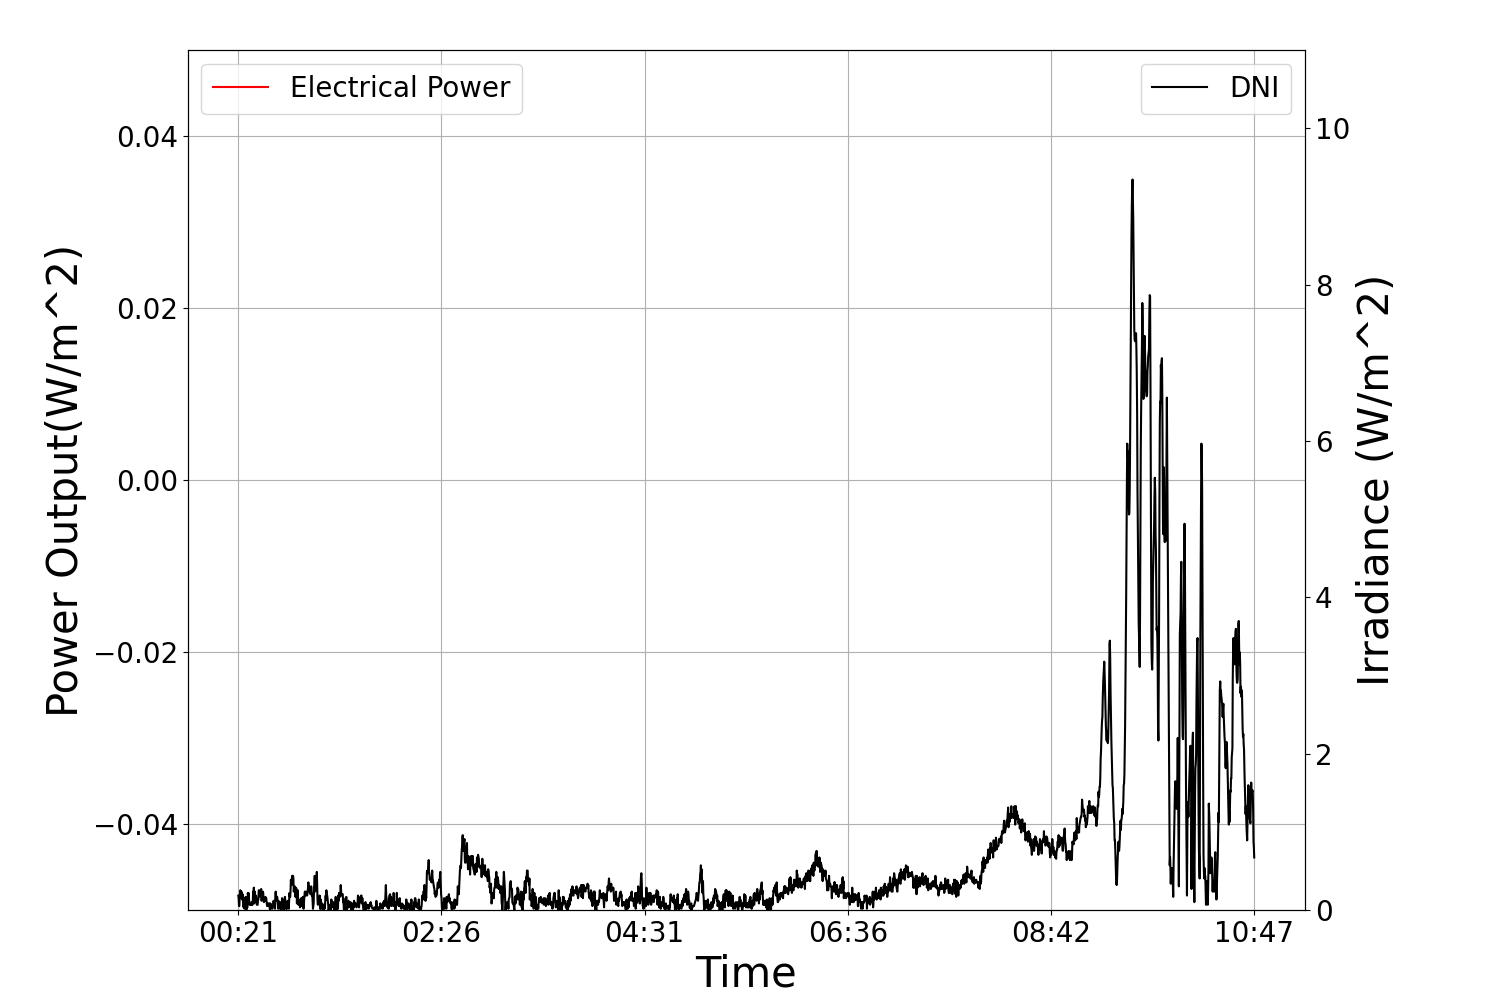 Electrical Power
DNI
0.04
0.02
0.00
−0.02
−0.04
Power Output(W/m^2)
10
8
6
4
2
0
Irradiance (W/m^2)
00:21 02:26 04:31 06:36 08:42 10:47
Time